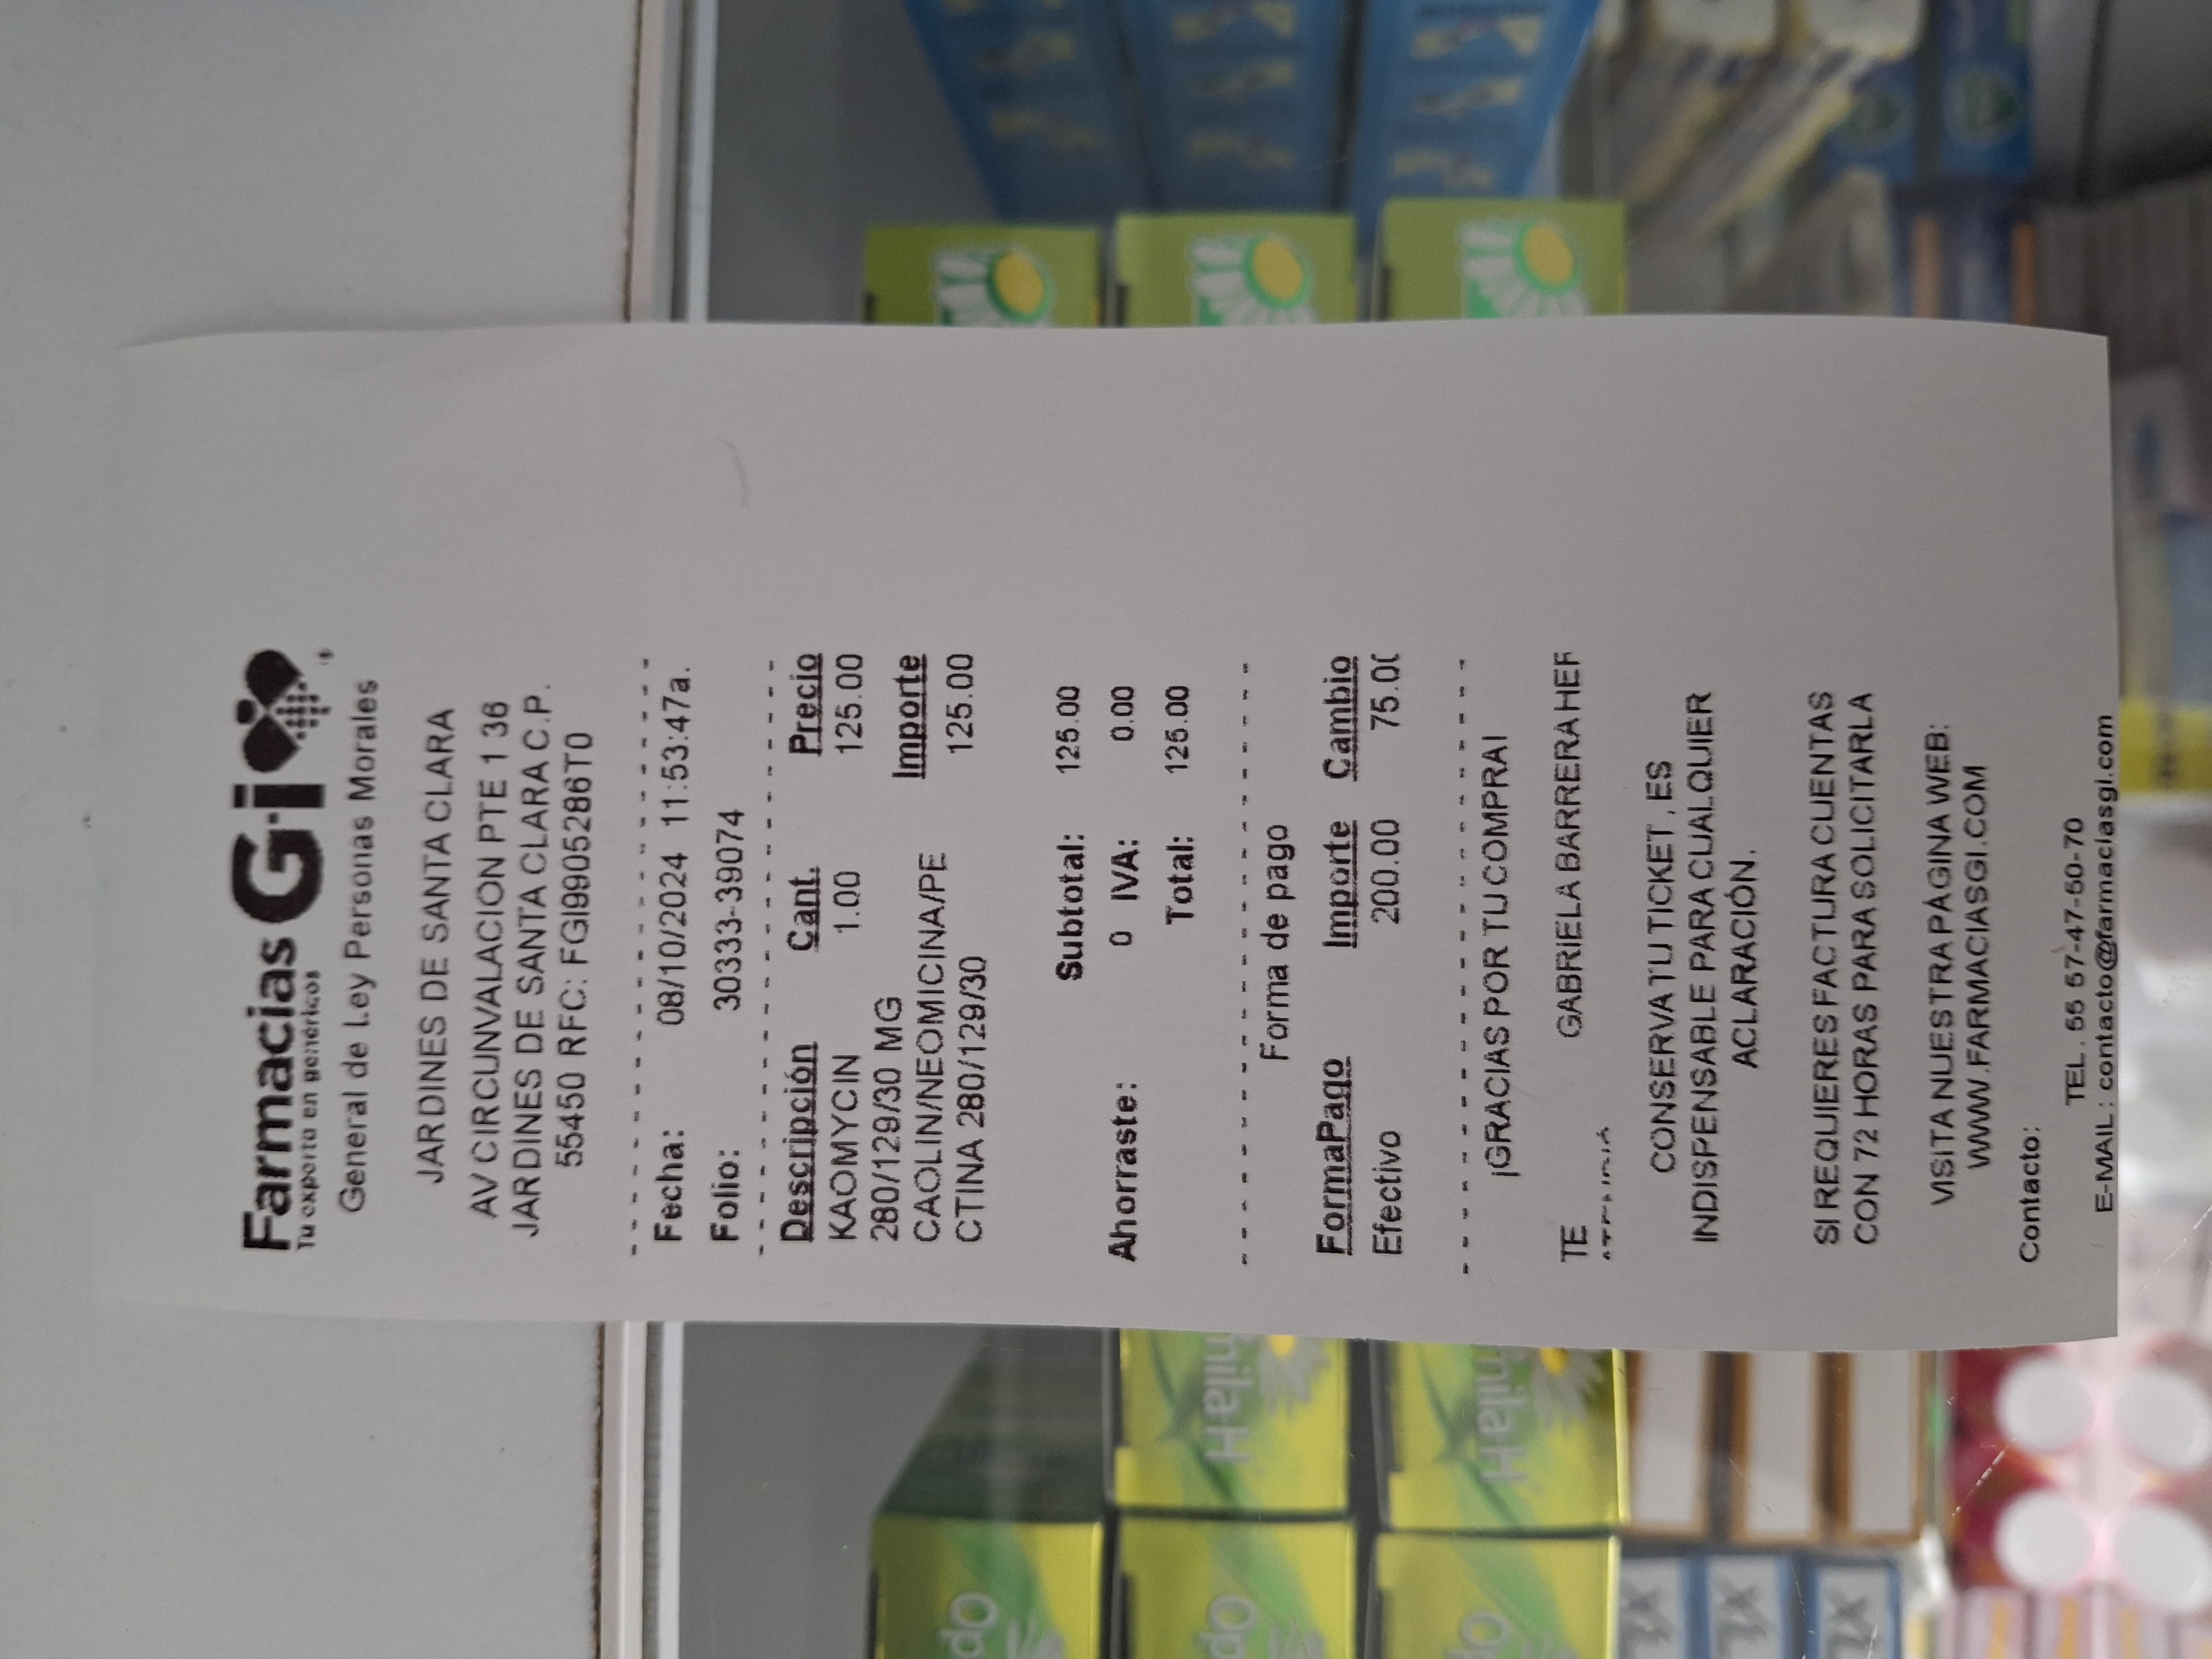 Farmacias Gi
Tu experto en genéricos
General de Ley Personas Morales
JARDINES DE SANTA CLARA
AV CIRCUNVALACION PTE 1 36
JARDINES DE SANTA CLARA C.P.
55450 RFC: FGI9905286T0
Fecha: 08/10/2024 11:53:47a.
Folio: 30333-39074
Descripción Cant. Precio
KAOMYCIN 1.00 125.00
280/129/30 MG Importe
CAOLIN/NEOMICINA/PE 125.00
CTINA 280/129/30
Subtotal: 125.00
Ahorraste: 0 IVA: 0.00
Total: 125.00
Forma de pago
FormaPago Importe Cambio
Efectivo 200.00 75.00
¡GRACIAS POR TU COMPRA!
TE GABRIELA BARRERA HER
CONSERVA TU TICKET, ES
INDISPENSABLE PARA CUALQUIER
ACLARACIÓN.
SI REQUIERES FACTURA CUENTAS
CON 72 HORAS PARA SOLICITARLA
VISITA NUESTRA PÁGINA WEB:
WWW.FARMACIASGI.COM
Contacto:
TEL. 55 57-47-50-70
E-MAIL: contacto@farmaciasgi.com